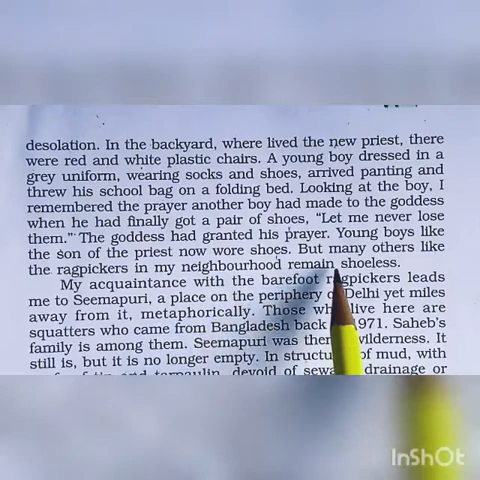 desolation. In the backyard, where lived the new priest, there
were red and white plastic chairs. A young boy dressed in a
grey uniform, wearing socks and shoes, arrived panting and
threw his school bag on a folding bed. Looking at the boy, I
remembered the prayer another boy had made to the goddess
when he had finally got a pair of shoes, “Let me never lose
them.” The goddess had granted his prayer. Young boys like
the son of the priest now wore shoes. But many others like
the ragpickers in my neighbourhood remain shoeless.
My acquaintance with the barefoot ragpickers leads
me to Seemapuri, a place on the periphery of Delhi yet miles
away from it, metaphorically. Those who live here are
squatters who came from Bangladesh back 1971. Saheb's
family is among them. Seemapuri was then wilderness. It
still is, but it is no longer empty. In structu of mud, with
and tarpaulin, devoid of sewa drainage or
InShOt